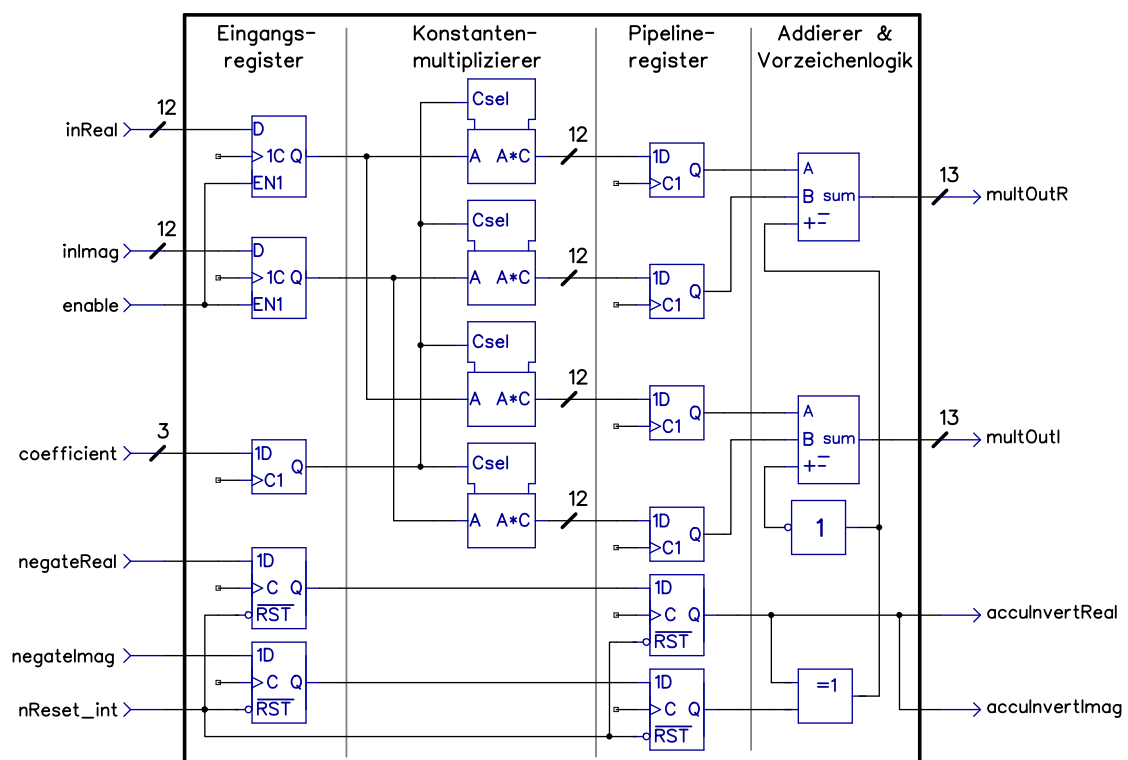 Eingangs-
register
Konstanten-
multiplizierer
Pipeline-
register
Addierer &
Vorzeichenlogik
inReal
12
D
1C Q
EN1
Csel
A A*C
12
1D
Q
C1
A
B sum
+-
13
multOutR
inImag
12
D
1C Q
EN1
enable
Csel
A A*C
12
1D
Q
C1
Csel
A A*C
12
1D
Q
C1
A
B sum
+-
13
multOutI
coefficient
3
1D
Q
C1
Csel
A A*C
12
1D
Q
C1
1
negateReal
1D
C Q
RST
1D
C Q
RST
accuInvertReal
negateImag
1D
C Q
RST
nReset_int
1D
C Q
RST
=1
accuInvertImag